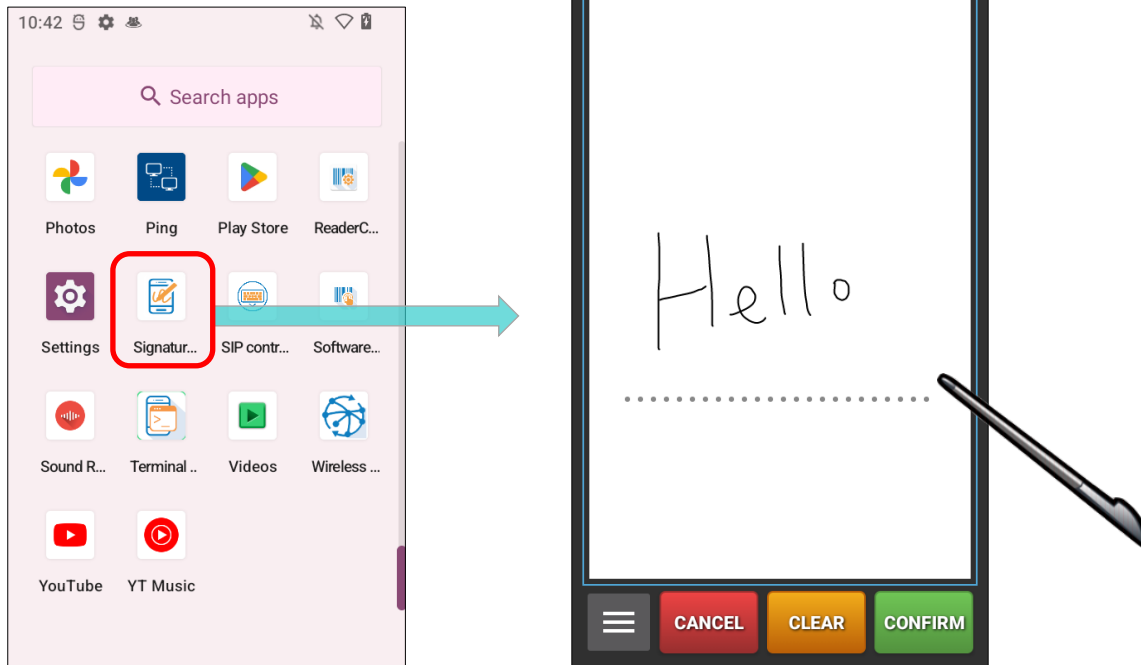 10:42
Search apps
Photos Ping Play Store ReaderC...
Settings Signatur... SIP contr... Software...
Sound R... Terminal .. Videos Wireless ...
YouTube YT Music
Hello
CANCEL CLEAR CONFIRM